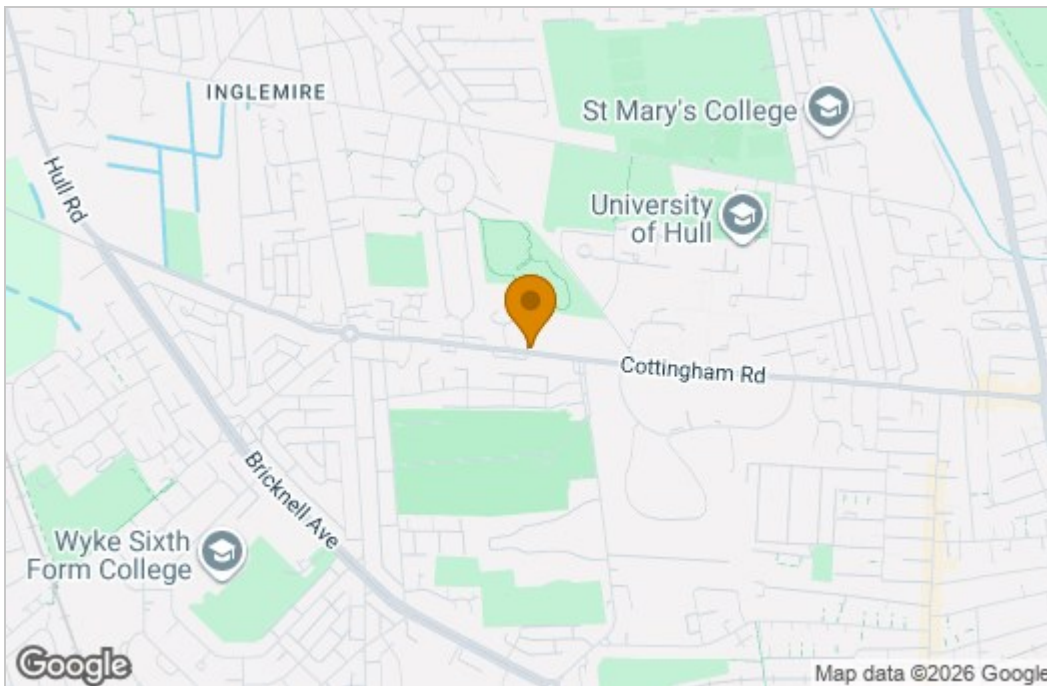 INGLEMIRE
St Mary's College
Hull Rd
University
of Hull
Cottingham Rd
Bricknell Ave
Wyke Sixth
Form College
Google
Map data ©2026 Google